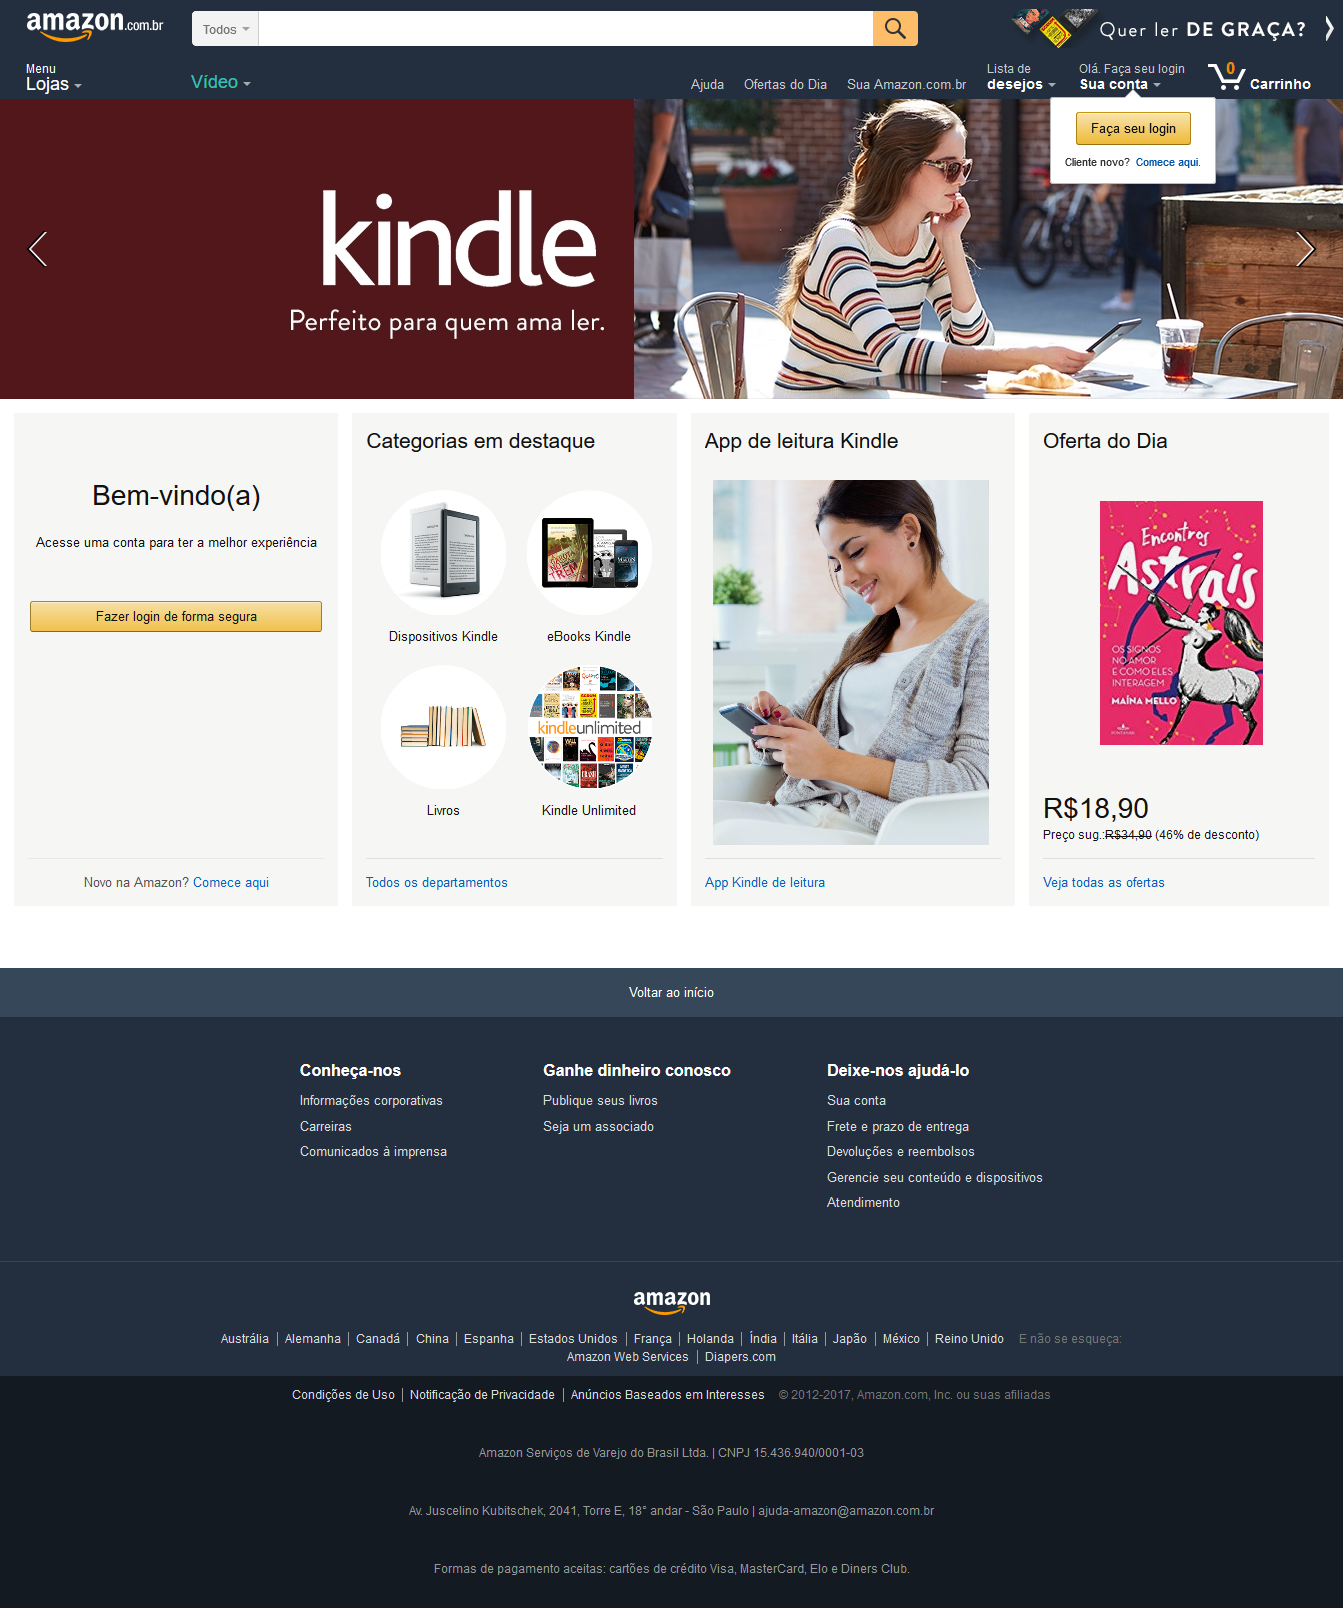 amazon.com.br
Todos
Quer ler DE GRAÇA?
Menu
Lojas
Vídeo
Ajuda
Ofertas do Dia
Sua Amazon.com.br
Lista de
desejos
Olá. Faça seu login
Sua conta
0
Carrinho
Faça seu login
Cliente novo? Comece aqui.
kindle
Perfeito para quem ama ler.
Bem-vindo(a)
Acesse uma conta para ter a melhor experiência
Fazer login de forma segura
Novo na Amazon? Comece aqui
Categorias em destaque
Dispositivos Kindle
eBooks Kindle
kindleunlimited
Livros
Kindle Unlimited
Todos os departamentos
App de leitura Kindle
App Kindle de leitura
Oferta do Dia
Encontros
Astrais
OS SIGNOS
NO AMOR
E COMO ELES
INTERAGEM
MAÍNA MELLO
R$18,90
Preço sug.:R$34,90 (46% de desconto)
Veja todas as ofertas
Voltar ao início
Conheça-nos
Informações corporativas
Carreiras
Comunicados à imprensa
Ganhe dinheiro conosco
Publique seus livros
Seja um associado
Deixe-nos ajudá-lo
Sua conta
Frete e prazo de entrega
Devoluções e reembolsos
Gerencie seu conteúdo e dispositivos
Atendimento
amazon
Austrália | Alemanha | Canadá | China | Espanha | Estados Unidos | França | Holanda | Índia | Itália | Japão | México | Reino Unido E não se esqueça:
Amazon Web Services | Diapers.com
Condições de Uso | Notificação de Privacidade | Anúncios Baseados em Interesses © 2012-2017, Amazon.com, Inc. ou suas afiliadas
Amazon Serviços de Varejo do Brasil Ltda. | CNPJ 15.436.940/0001-03
Av. Juscelino Kubitschek, 2041, Torre E, 18° andar - São Paulo | ajuda-amazon@amazon.com.br
Formas de pagamento aceitas: cartões de crédito Visa, MasterCard, Elo e Diners Club.